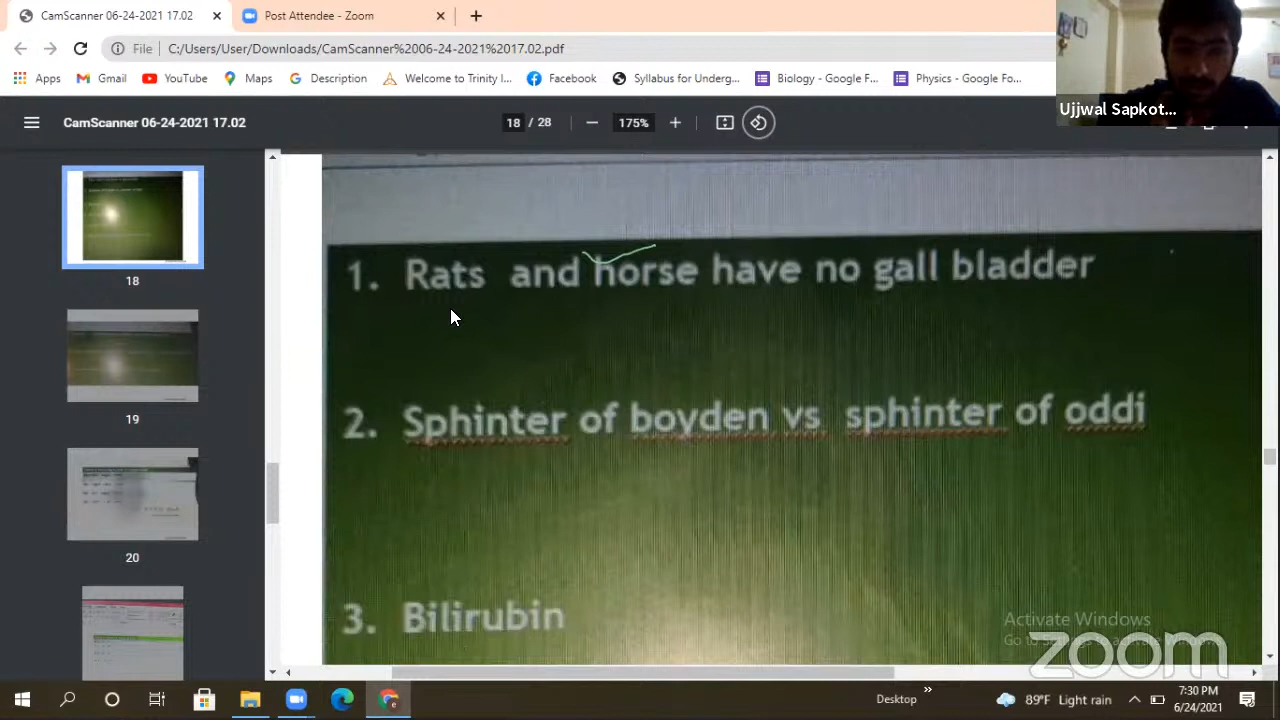 CamScanner 06-24-2021 17.02
Post Attendee - Zoom
File C:/Users/User/Downloads/CamScanner%2006-24-2021%2017.02.pdf
Apps Gmail YouTube Maps Description Welcome to Trinity I... Facebook Syllabus for Underg... Biology - Google F... Physics - Google Fo...
Ujjwal Sapkot...
CamScanner 06-24-2021 17.02
18 / 28
175%
18
19
20
1. Rats and horse have no gall bladder
2. Sphinter of boyden vs sphinter of oddi
3. Bilirubin
Activate Windows
zoom
Desktop
89°F Light rain
7:30 PM
6/24/2021